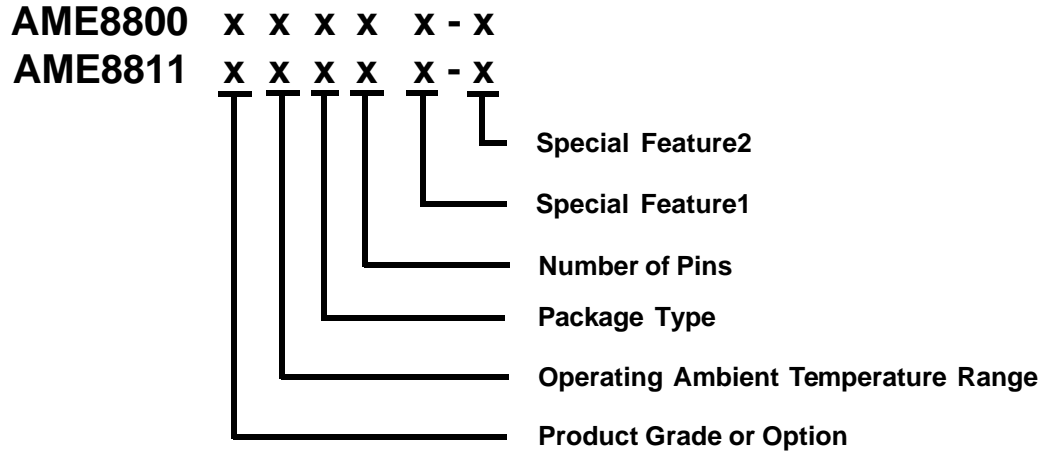 AME8800 x x x x x - x
AME8811 x x x x x - x
Special Feature2
Special Feature1
Number of Pins
Package Type
Operating Ambient Temperature Range
Product Grade or Option